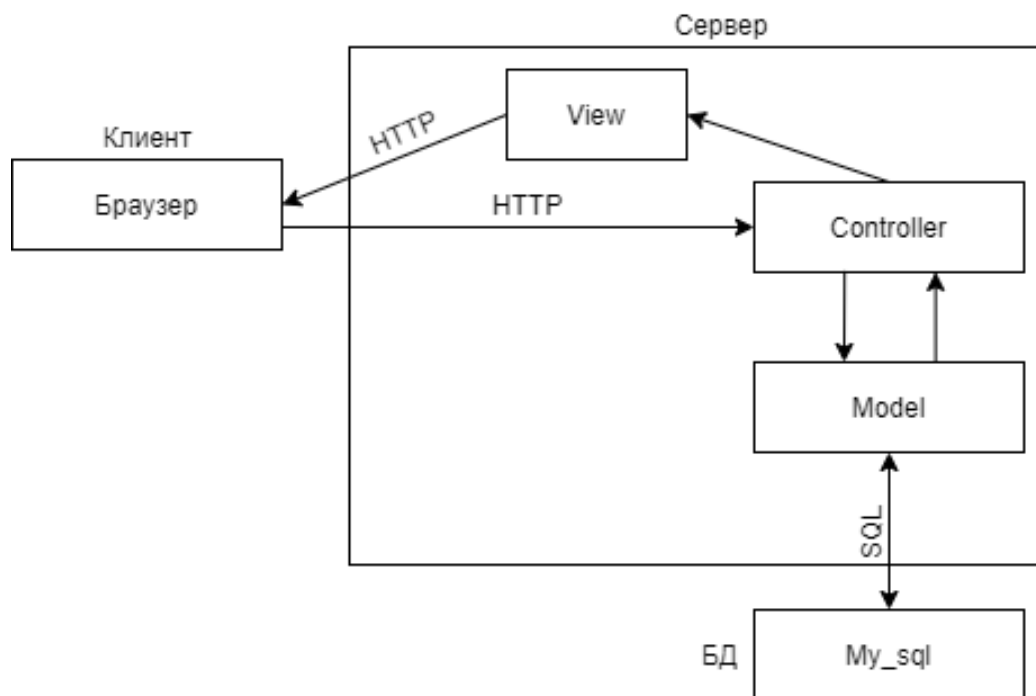 Сервер
View
HTTP
Клиент
Браузер
HTTP
Controller
Model
SQL
БД
My_sql